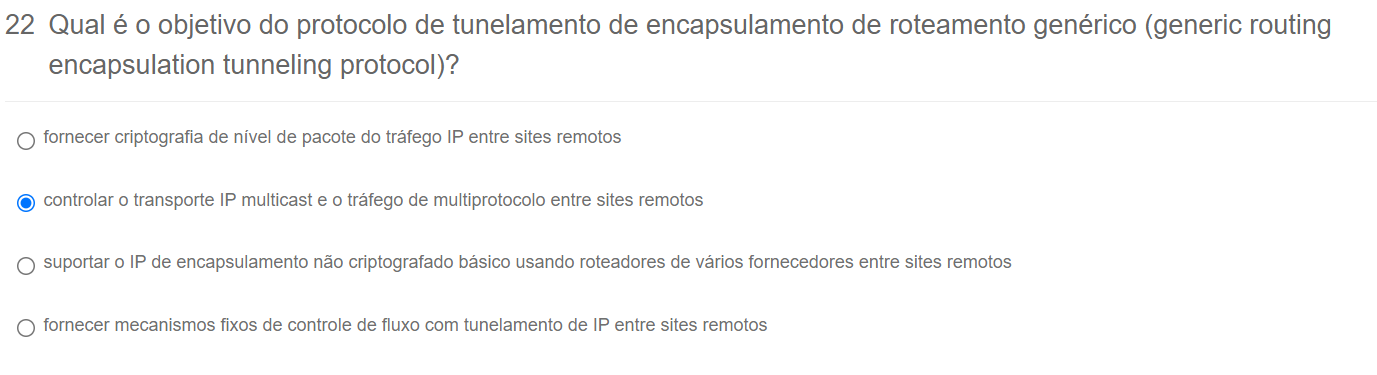 22 Qual é o objetivo do protocolo de tunelamento de encapsulamento de roteamento genérico (generic routing
encapsulation tunneling protocol)?
fornecer criptografia de nível de pacote do tráfego IP entre sites remotos
controlar o transporte IP multicast e o tráfego de multiprotocolo entre sites remotos
suportar o IP de encapsulamento não criptografado básico usando roteadores de vários fornecedores entre sites remotos
fornecer mecanismos fixos de controle de fluxo com tunelamento de IP entre sites remotos